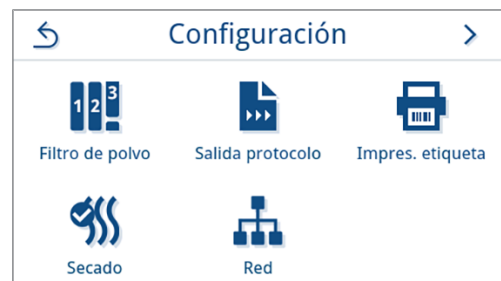 Configuración
1 2 3
Filtro de polvo
Salida protocolo
Impres. etiqueta
Secado
Red